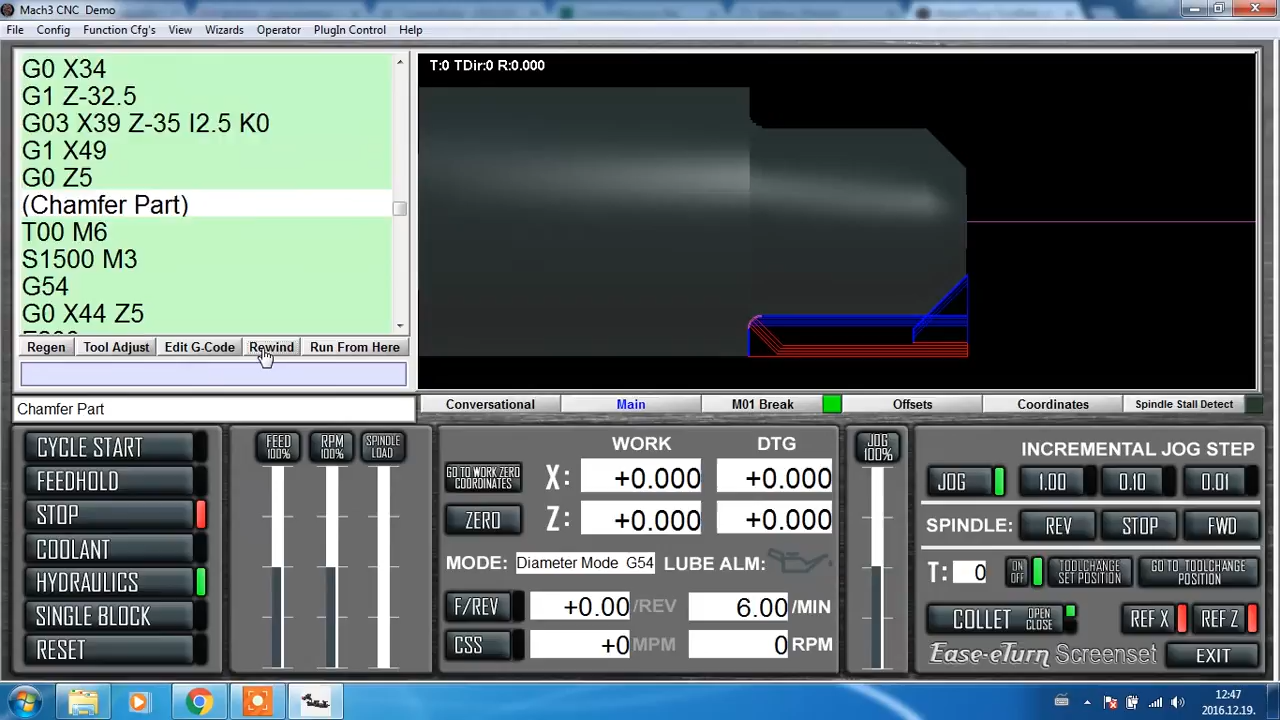 Mach3 CNC Demo
File Config Function Cfg's View Wizards Operator PlugIn Control Help
G0 X34
G1 Z-32.5
G03 X39 Z-35 I2.5 K0
G1 X49
G0 Z5
(Chamfer Part)
T00 M6
S1500 M3
G54
G0 X44 Z5
T:0 TDir:0 R:0.000
Regen Tool Adjust Edit G-Code Rewind Run From Here
Chamfer Part
Conversational Main M01 Break Offsets Coordinates Spindle Stall Detect
CYCLE START
FEEDHOLD
STOP
COOLANT
HYDRAULICS
SINGLE BLOCK
RESET
FEED 100%
RPM 100%
SPINDLE LOAD
WORK DTG
GO TO WORK ZERO COORDINATES X: +0.000 +0.000
ZERO Z: +0.000 +0.000
MODE: Diameter Mode G54 LUBE ALM:
F/REV +0.00 /REV 6.00 /MIN
CSS +0 MPM 0 RPM
JOG 100%
INCREMENTAL JOG STEP
JOG 1.00 0.10 0.01
SPINDLE: REV STOP FWD
T: 0 ON OFF TOOLCHANGE SET POSITION GO TO TOOLCHANGE POSITION
COLLET OPEN CLOSE REF X REF Z
Ease-eTurn Screenset EXIT
12:47
2016.12.19.